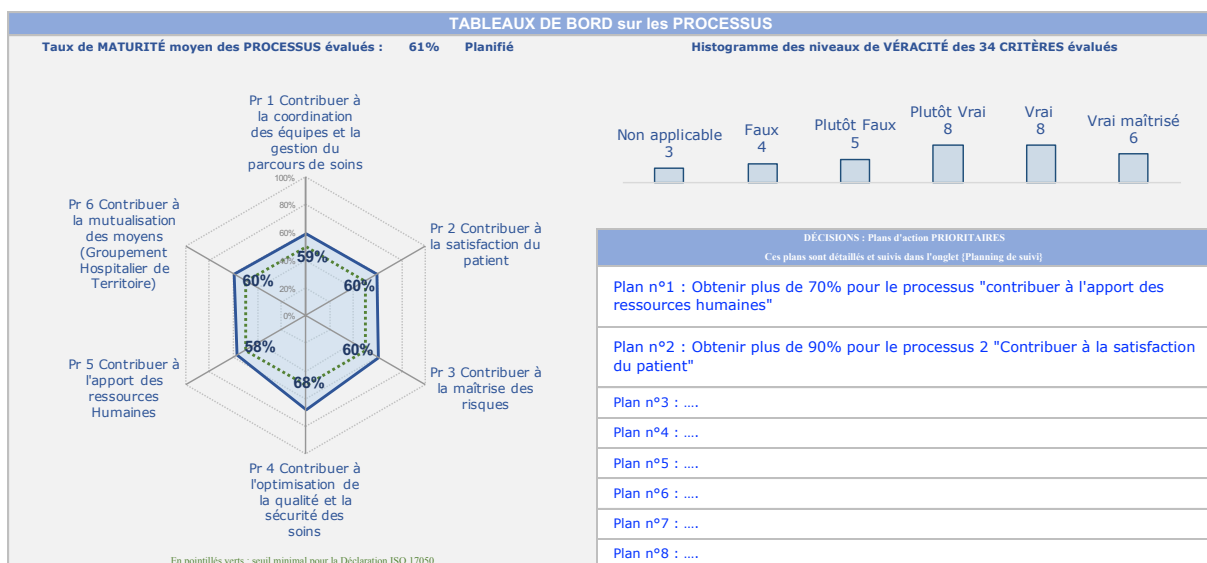 TABLEAUX DE BORD sur les PROCESSUS
Taux de MATURITÉ moyen des PROCESSUS évalués : 61% Planifié
Pr 1 Contribuer à
la coordination
des équipes et la
gestion du
parcours de soins
100%
80%
60%
40%
20%
0%
59%
Pr 2 Contribuer à
la satisfaction du
patient
60%
Pr 3 Contribuer à
la maîtrise des
risques
60%
Pr 4 Contribuer à
l'optimisation de
la qualité et la
sécurité des
soins
68%
Pr 5 Contribuer à
l'apport des
ressources
Humaines
58%
Pr 6 Contribuer à
la mutualisation
des moyens
(Groupement
Hospitalier de
Territoire)
60%
En pointillés verts : seuil minimal pour la Déclaration ISO 17050
Histogramme des niveaux de VÉRACITÉ des 34 CRITÈRES évalués
Non applicable
3
Faux
4
Plutôt Faux
5
Plutôt Vrai
8
Vrai
8
Vrai maîtrisé
6
DÉCISIONS : Plans d'action PRIORITAIRES
Ces plans sont détaillés et suivis dans l'onglet {Planning de suivi}
Plan n°1 : Obtenir plus de 70% pour le processus "contribuer à l'apport des
ressources humaines"
Plan n°2 : Obtenir plus de 90% pour le processus 2 "Contribuer à la satisfaction
du patient"
Plan n°3 : ....
Plan n°4 : ....
Plan n°5 : ....
Plan n°6 : ....
Plan n°7 : ....
Plan n°8 : ....